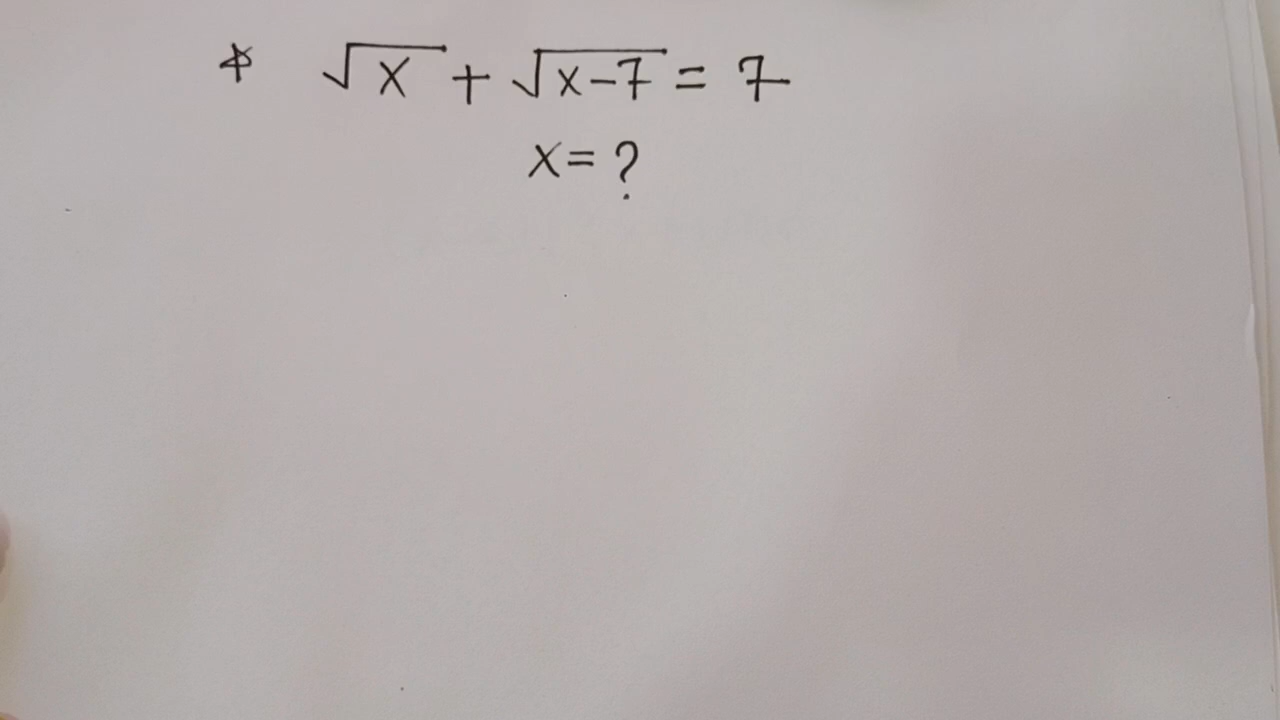 * √x + √x-7 = 7
x = ?